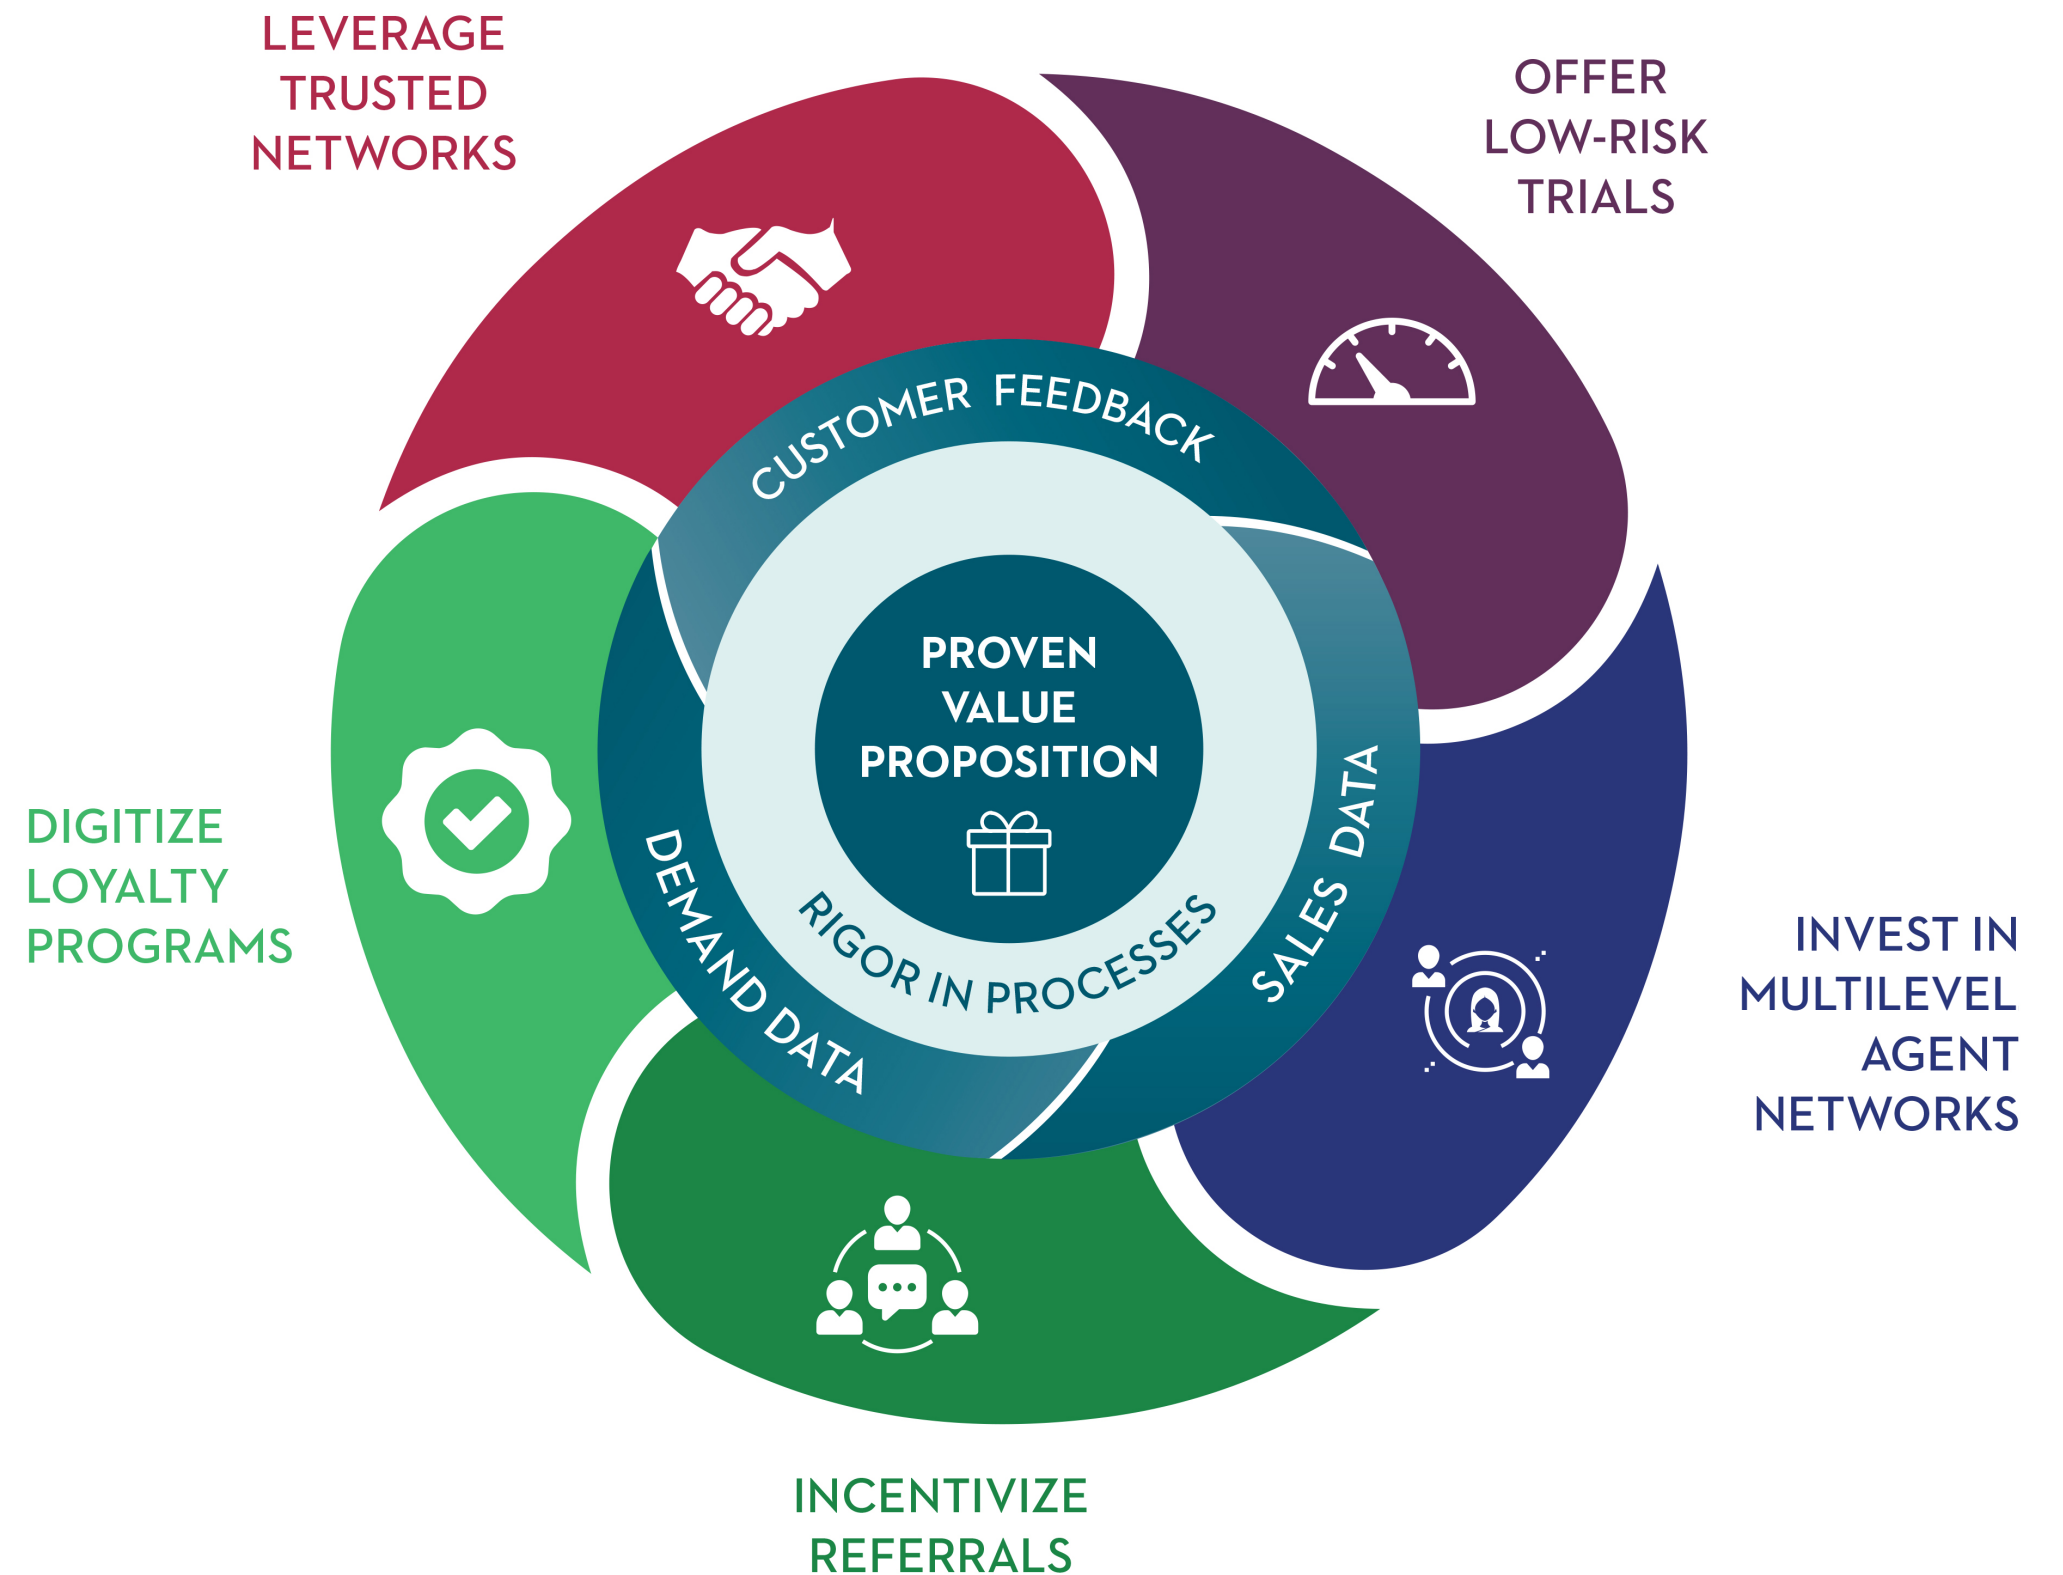 LEVERAGE
TRUSTED
NETWORKS
OFFER
LOW-RISK
TRIALS
CUSTOMER FEEDBACK
PROVEN
VALUE
PROPOSITION
RIGOR IN PROCESSES
SALES DATA
DEMAND DATA
DIGITIZE
LOYALTY
PROGRAMS
INVEST IN
MULTILEVEL
AGENT
NETWORKS
INCENTIVIZE
REFERRALS